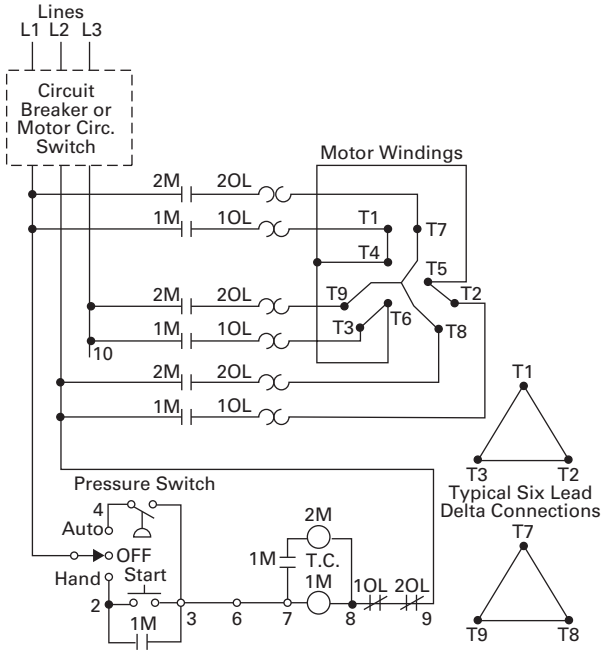 Lines
L1 L2 L3
Circuit
Breaker or
Motor Circ.
Switch
Motor Windings
2M 2OL
1M 1OL
T1
T7
T4
T5
2M 2OL
T9
T2
T6
1M 1OL
T3
T8
10
2M 2OL
1M 1OL
T1
T3 T2
Typical Six Lead
Delta Connections
Pressure Switch
4
Auto
OFF
Hand
Start
2
1M
3
6
7
2M
1M
T.C.
1M
8
1OL 2OL
9
T7
T9 T8